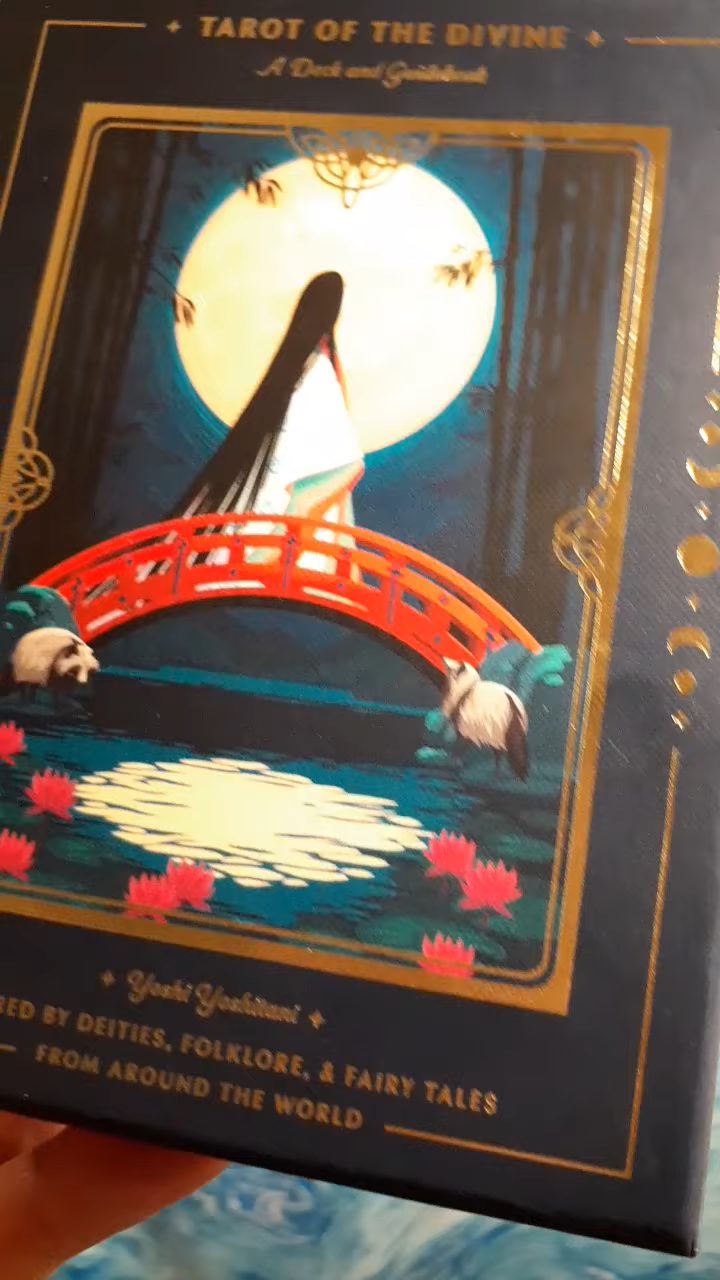 TAROT OF THE DIVINE
A Deck and Guidebook
Yoshi Yoshitani
RED BY DEITIES, FOLKLORE, & FAIRY TALES
FROM AROUND THE WORLD